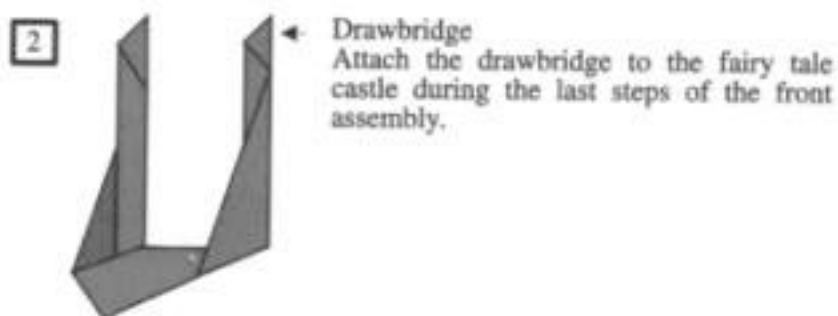 2
Drawbridge
Attach the drawbridge to the fairy tale
castle during the last steps of the front
assembly.